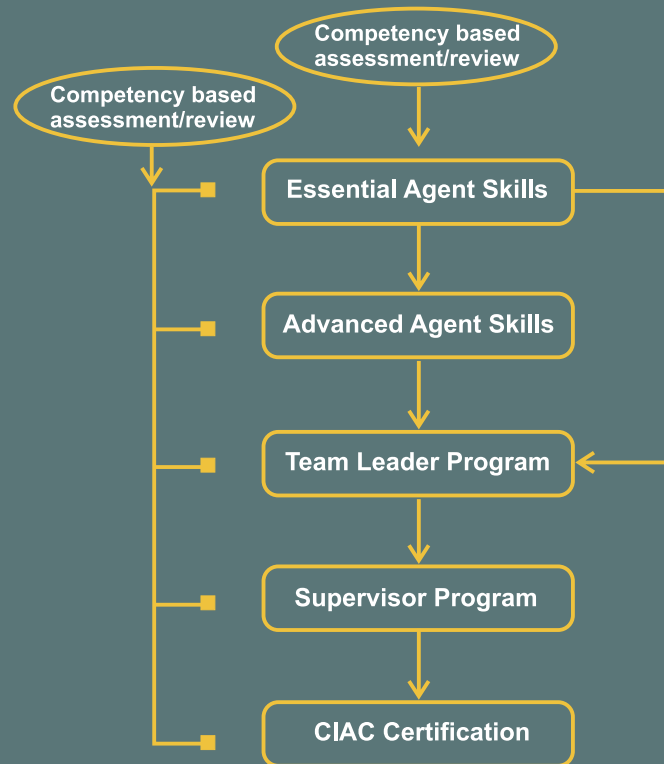 Competency based
assessment/review
Competency based
assessment/review
Essential Agent Skills
Advanced Agent Skills
Team Leader Program
Supervisor Program
CIAC Certification